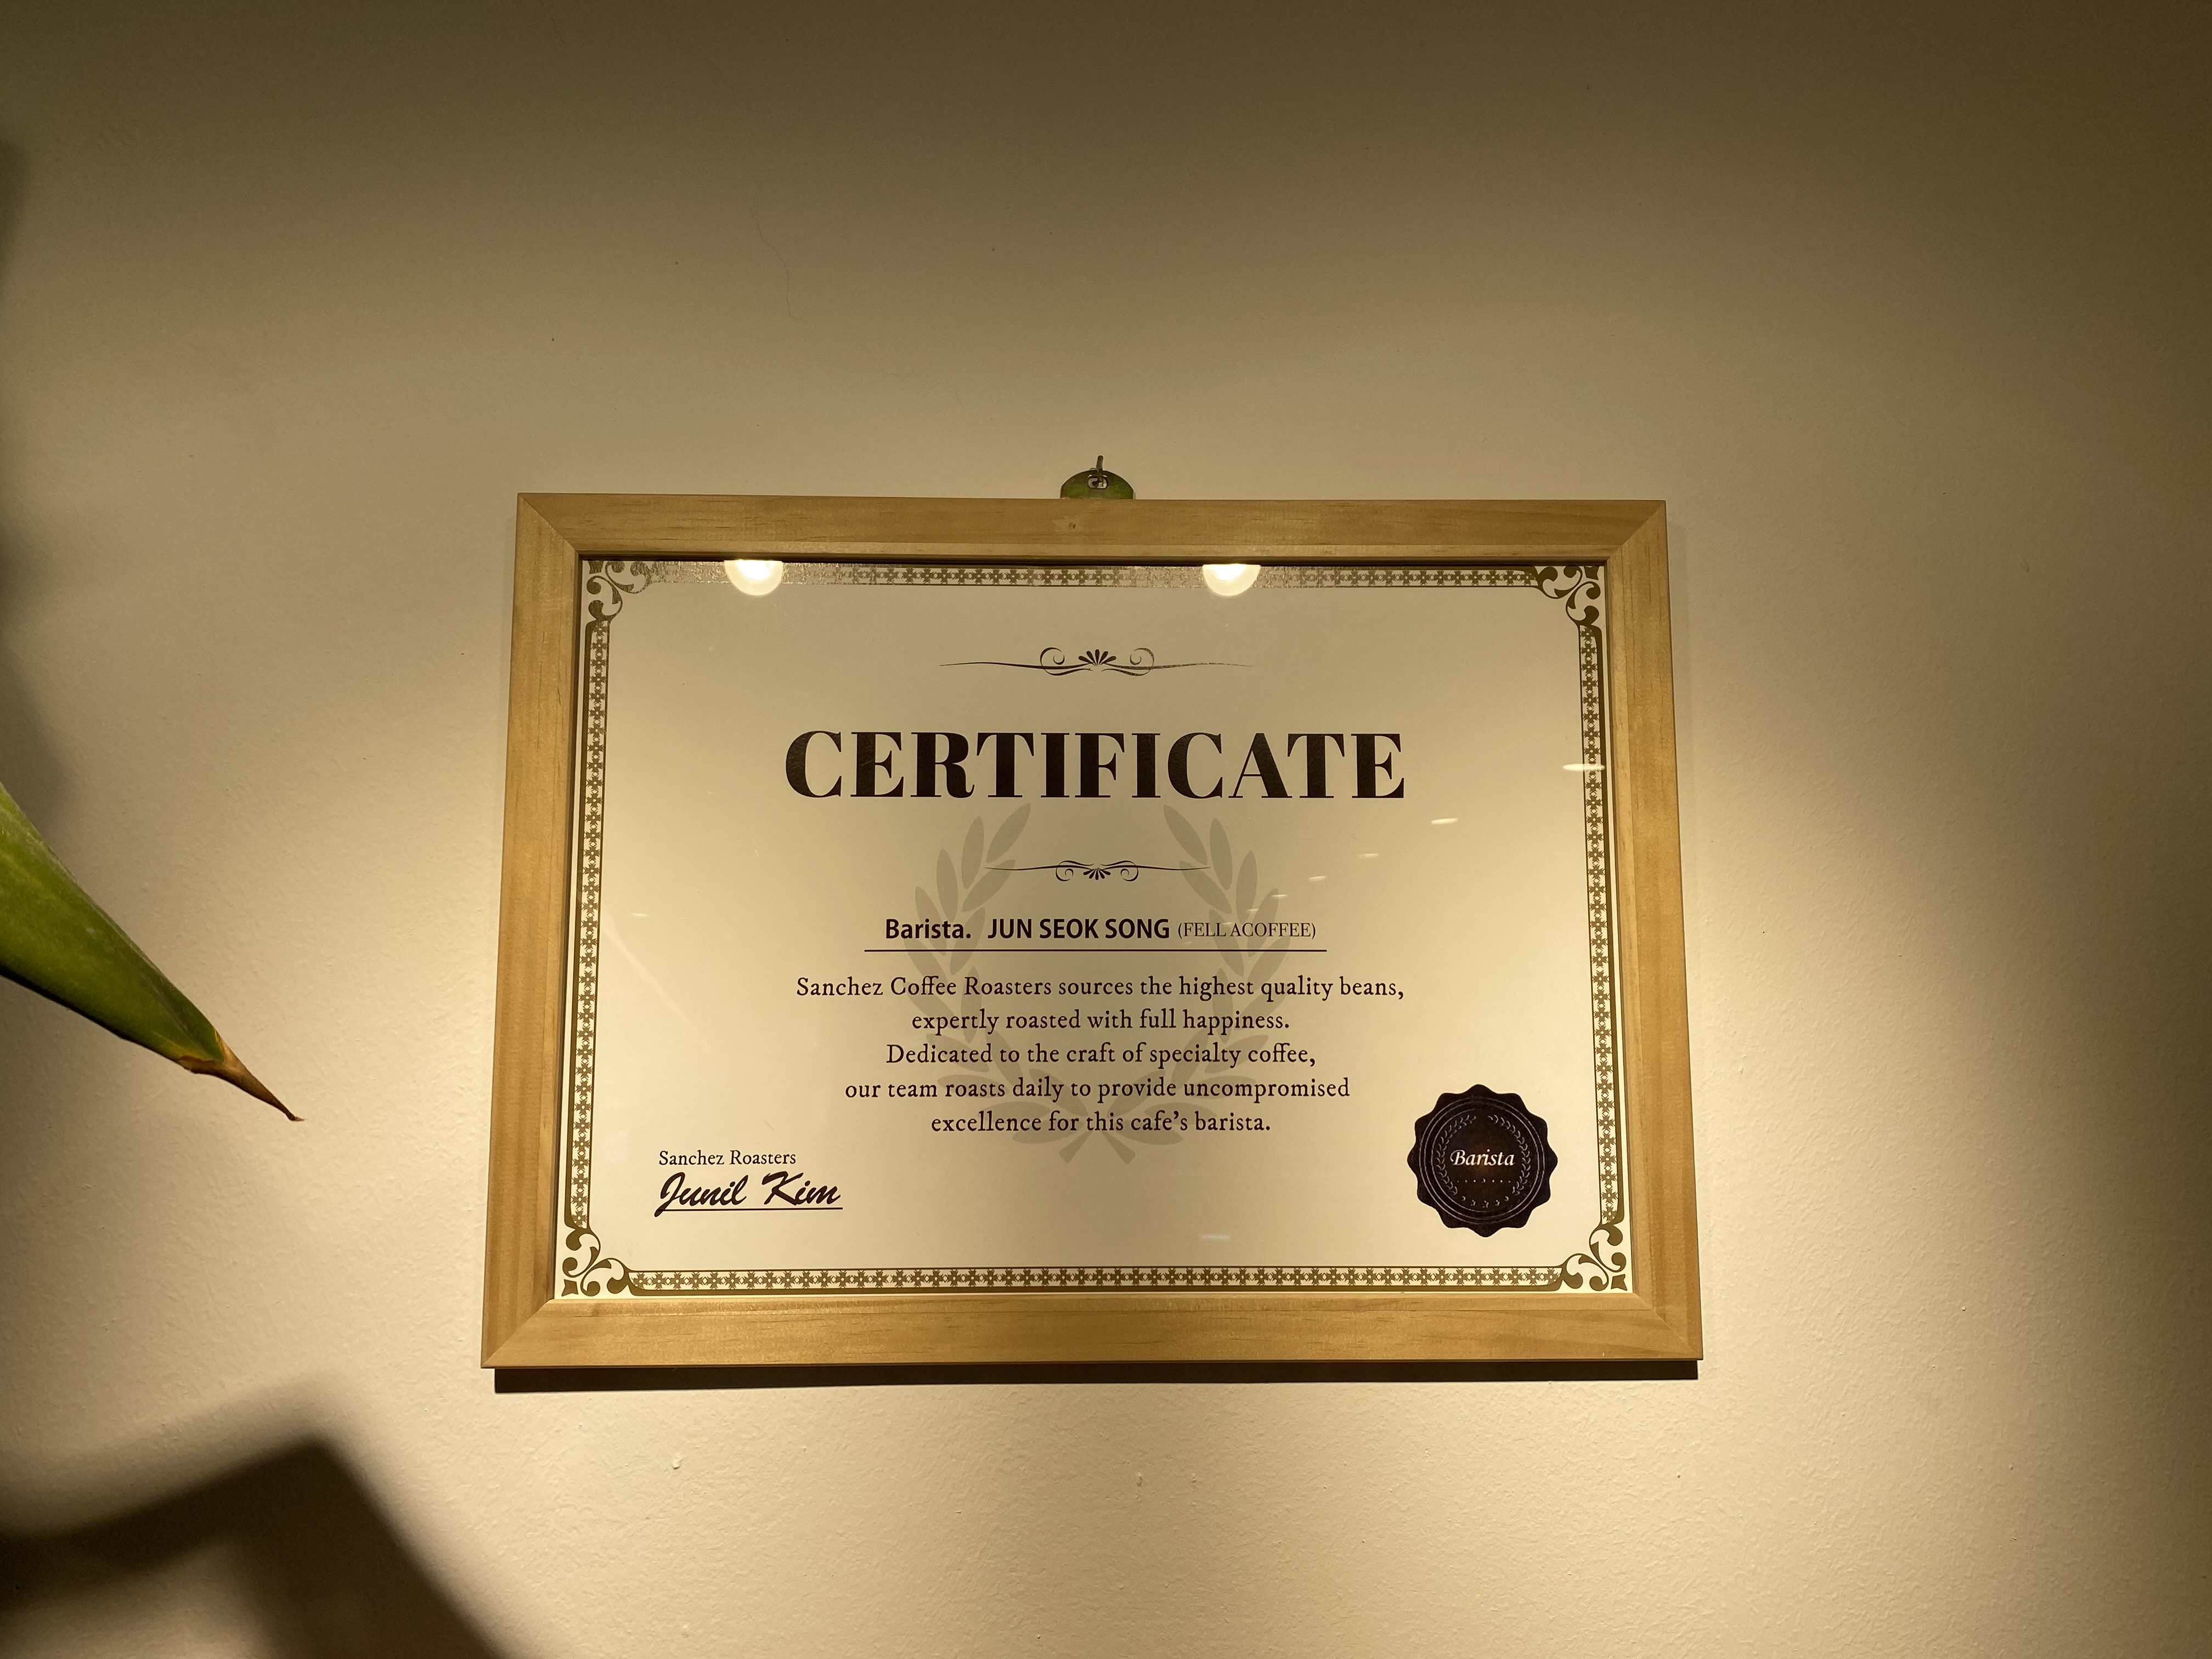 CERTIFICATE
Barista. JUN SEOK SONG (FELL ACOFFEE)
Sanchez Coffee Roasters sources the highest quality beans,
expertly roasted with full happiness.
Dedicated to the craft of specialty coffee,
our team roasts daily to provide uncompromised
excellence for this cafe's barista.
Sanchez Roasters
Junil Kim
Barista